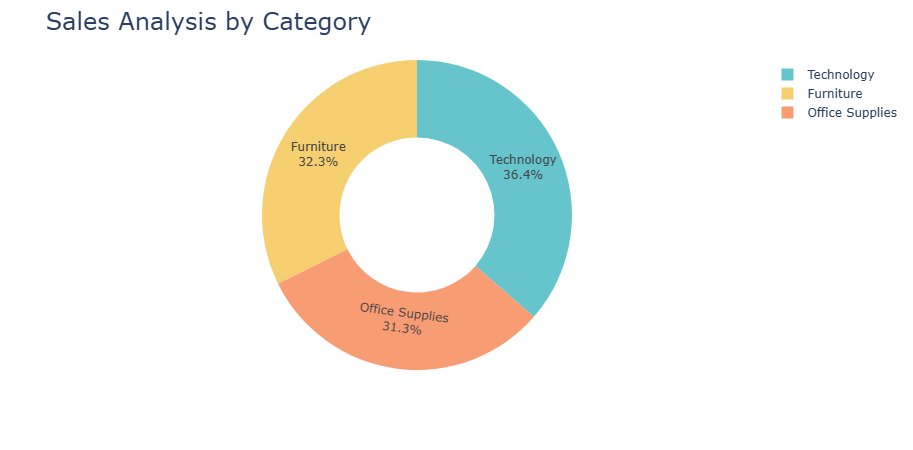 Sales Analysis by Category
Technology
Furniture
Office Supplies
Furniture
32.3%
Technology
36.4%
Office Supplies
31.3%